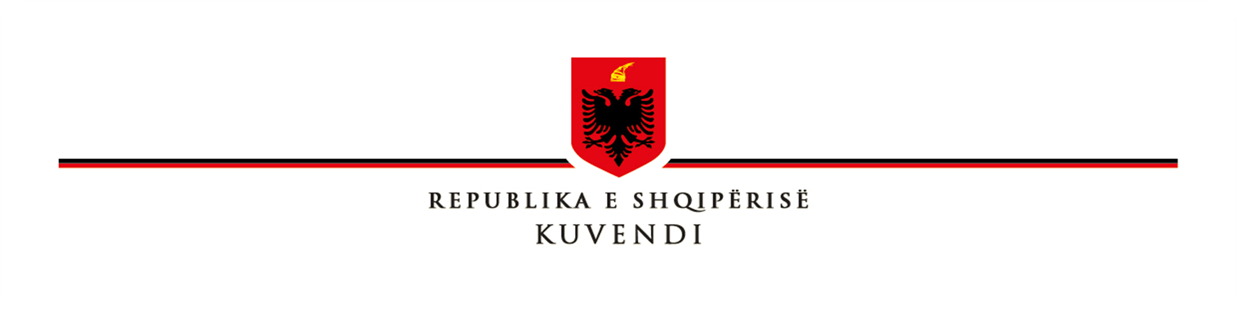 REPUBLIKA E SHQIPËRISË
KUVENDI